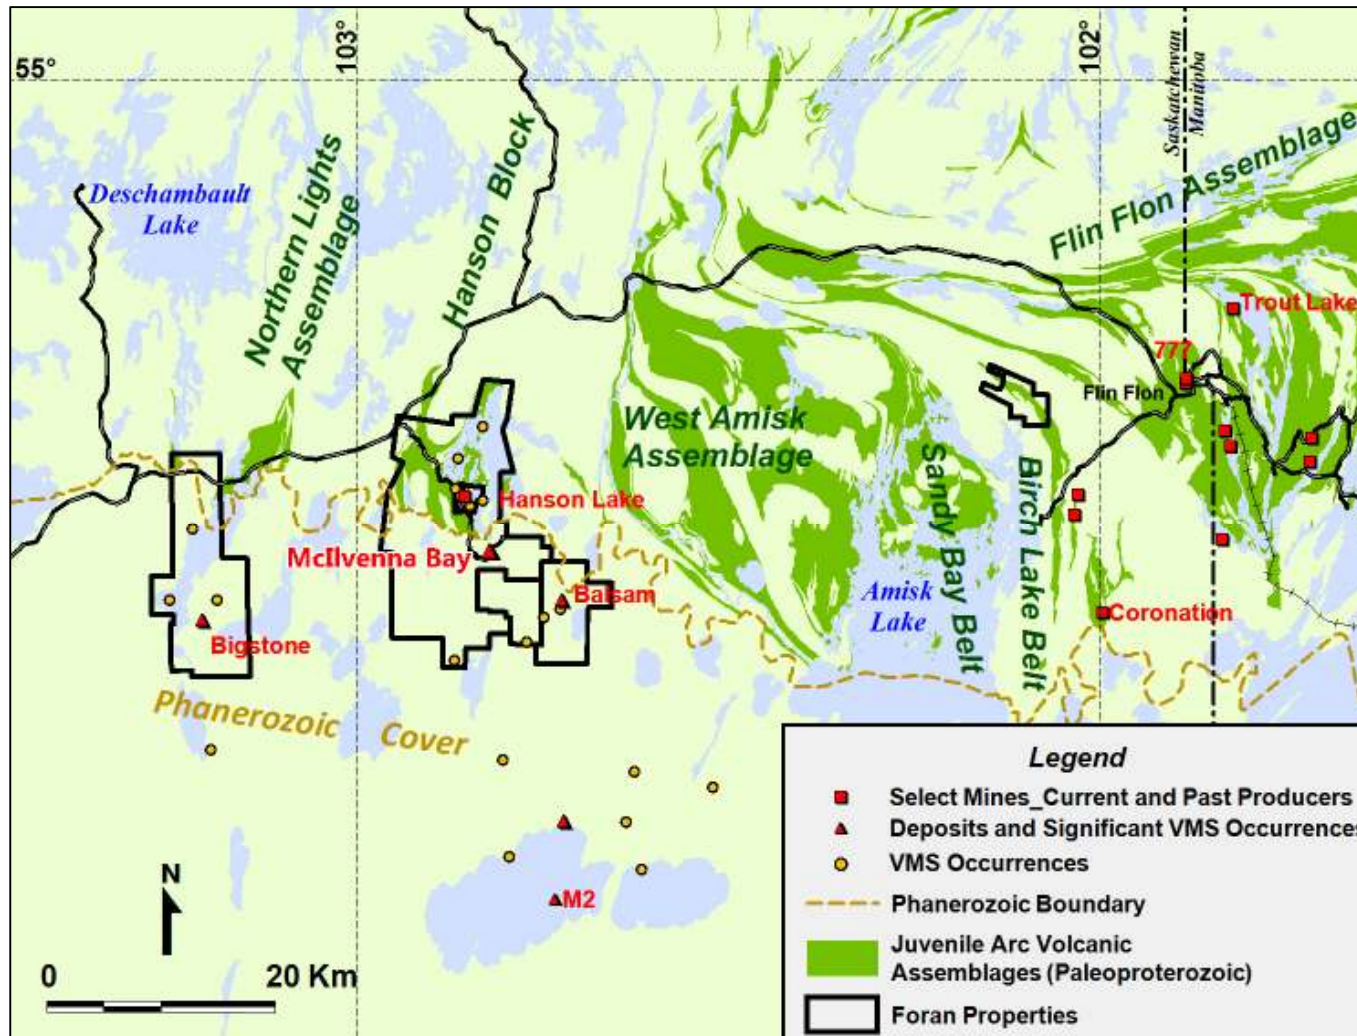 103°
102°
55°
Saskatchewan
Manitoba
Deschambault
Lake
Northern Lights
Assemblage
Hanson Block
Flin Flon Assemblage
Trout Lake
777
Flin Flon
West Amisk
Assemblage
Sandy Bay Belt
Birch Lake Belt
Hanson Lake
McIlvenna Bay
Balsam
Bigstone
Amisk
Lake
Coronation
Phanerozoic Cover
M2
N
0 20 Km
Legend
Select Mines_Current and Past Producers
Deposits and Significant VMS Occurrences
VMS Occurrences
Phanerozoic Boundary
Juvenile Arc Volcanic
Assemblages (Paleoproterozoic)
Foran Properties